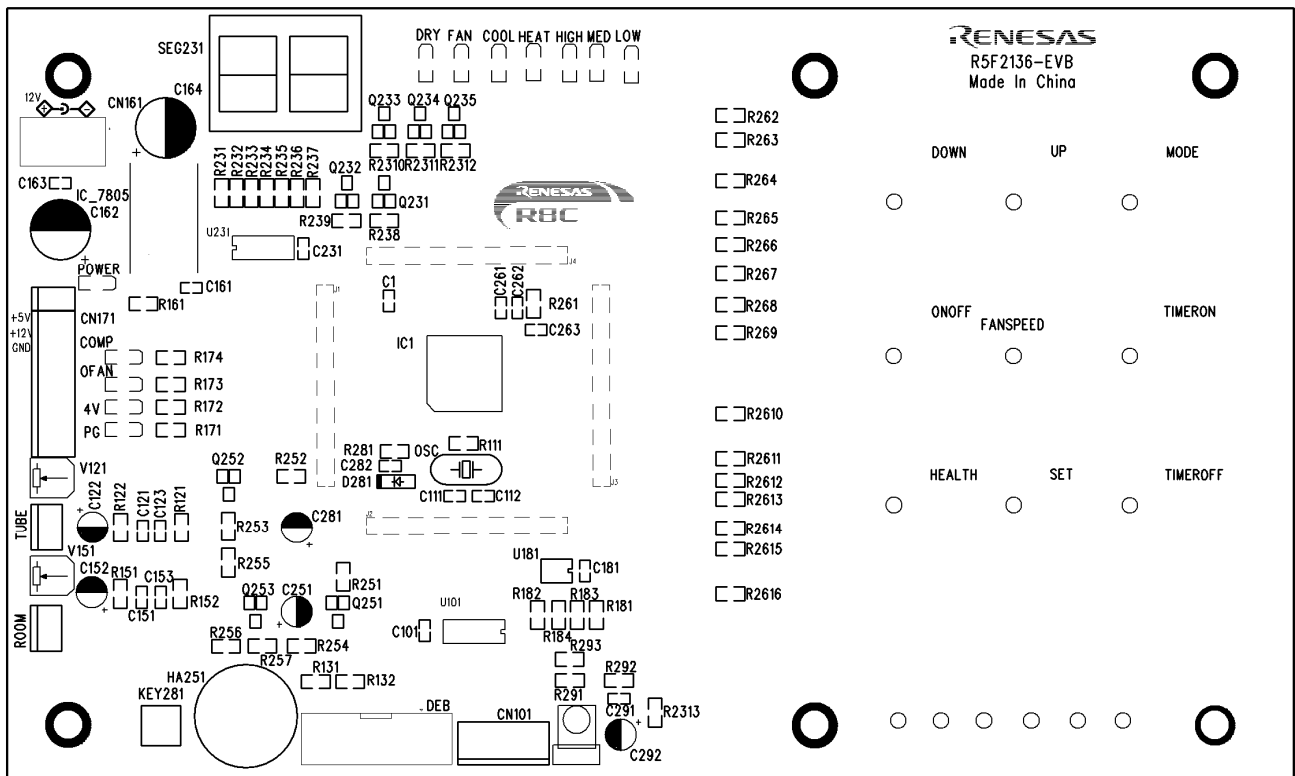 SEG231
DRY FAN COOL HEAT HIGH MED LOW
RENESAS
R5F2136-EVB
Made In China
12V
CN161
C164
Q233 Q234 Q235
R2310 R2311 R2312
R231 R232 R233 R234 R235 R236 R237
Q232
Q231
R239
R238
C163
IC_7805
C162
U231
C231
RENESAS
R8C
POWER
C161
R161
J1
J4
C1
C261 C262
R261
C263
IC1
J3
+5V
+12V
GND
CN171
COMP
OFAN
4V
PG
R174
R173
R172
R171
R281
OSC
R111
C282
D281
C111
C112
J2
V121
Q252
R252
TUBE
C122 R122 C121 C123 R121
R253
C281
R255
V151
C152 R151 C153
C151
R152
Q253
C251
R251
Q251
ROOM
R256
R257
R254
U101
C101
U181
C181
R182 R183
R181
R184
R293
R292
R291
C291
R2313
C292
HA251
R131
R132
KEY281
DEB
CN101
R262
R263
R264
R265
R266
R267
R268
R269
R2610
R2611
R2612
R2613
R2614
R2615
R2616
DOWN UP MODE
ONOFF FANSPEED TIMERON
HEALTH SET TIMEROFF